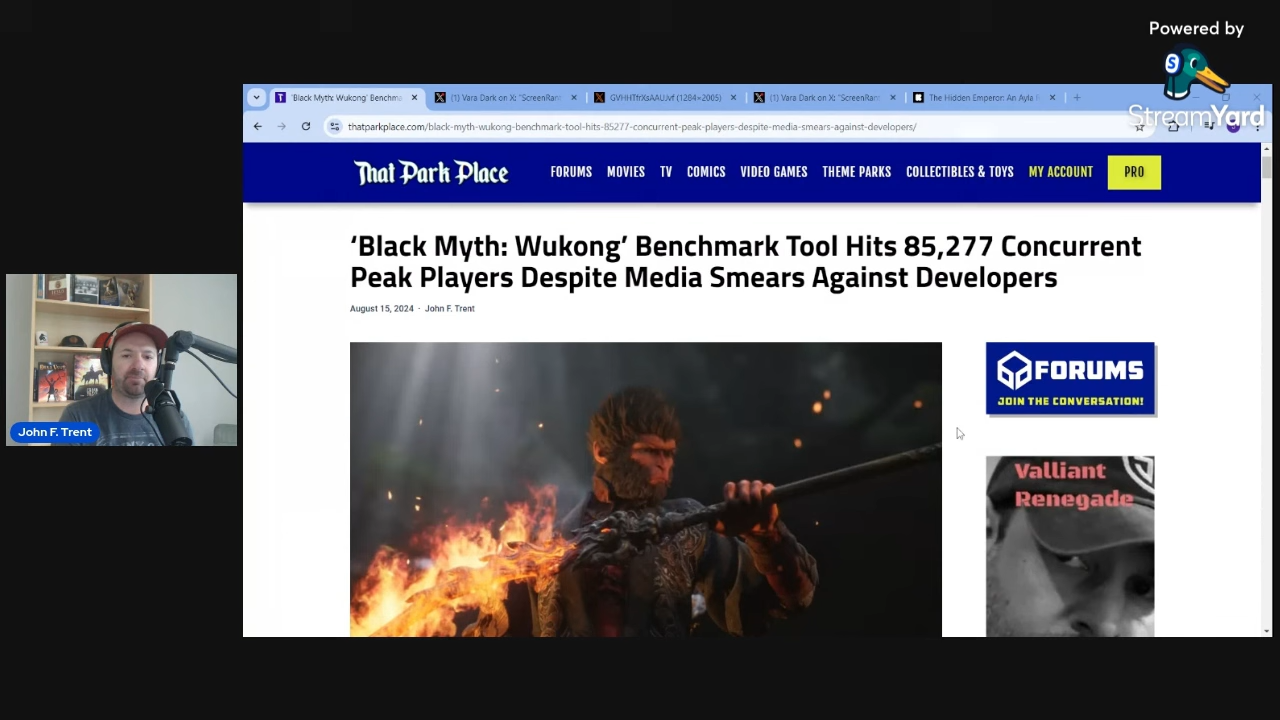 Powered by
StreamYard
'Black Myth: Wukong' Benchma
(1) Vara Dark on X: "ScreenRan
GVHHTfrXsAAUJvf (1284×2005)
(1) Vara Dark on X: "ScreenRan
The Hidden Emperor: An Ayla R
thatparkplace.com/black-myth-wukong-benchmark-tool-hits-85277-concurrent-peak-players-despite-media-smears-against-developers/
That Park Place
FORUMS MOVIES TV COMICS VIDEO GAMES THEME PARKS COLLECTIBLES & TOYS MY ACCOUNT PRO
‘Black Myth: Wukong’ Benchmark Tool Hits 85,277 Concurrent
Peak Players Despite Media Smears Against Developers
August 15, 2024 - John F. Trent
FORUMS
JOIN THE CONVERSATION!
Valliant
Renegade
John F. Trent